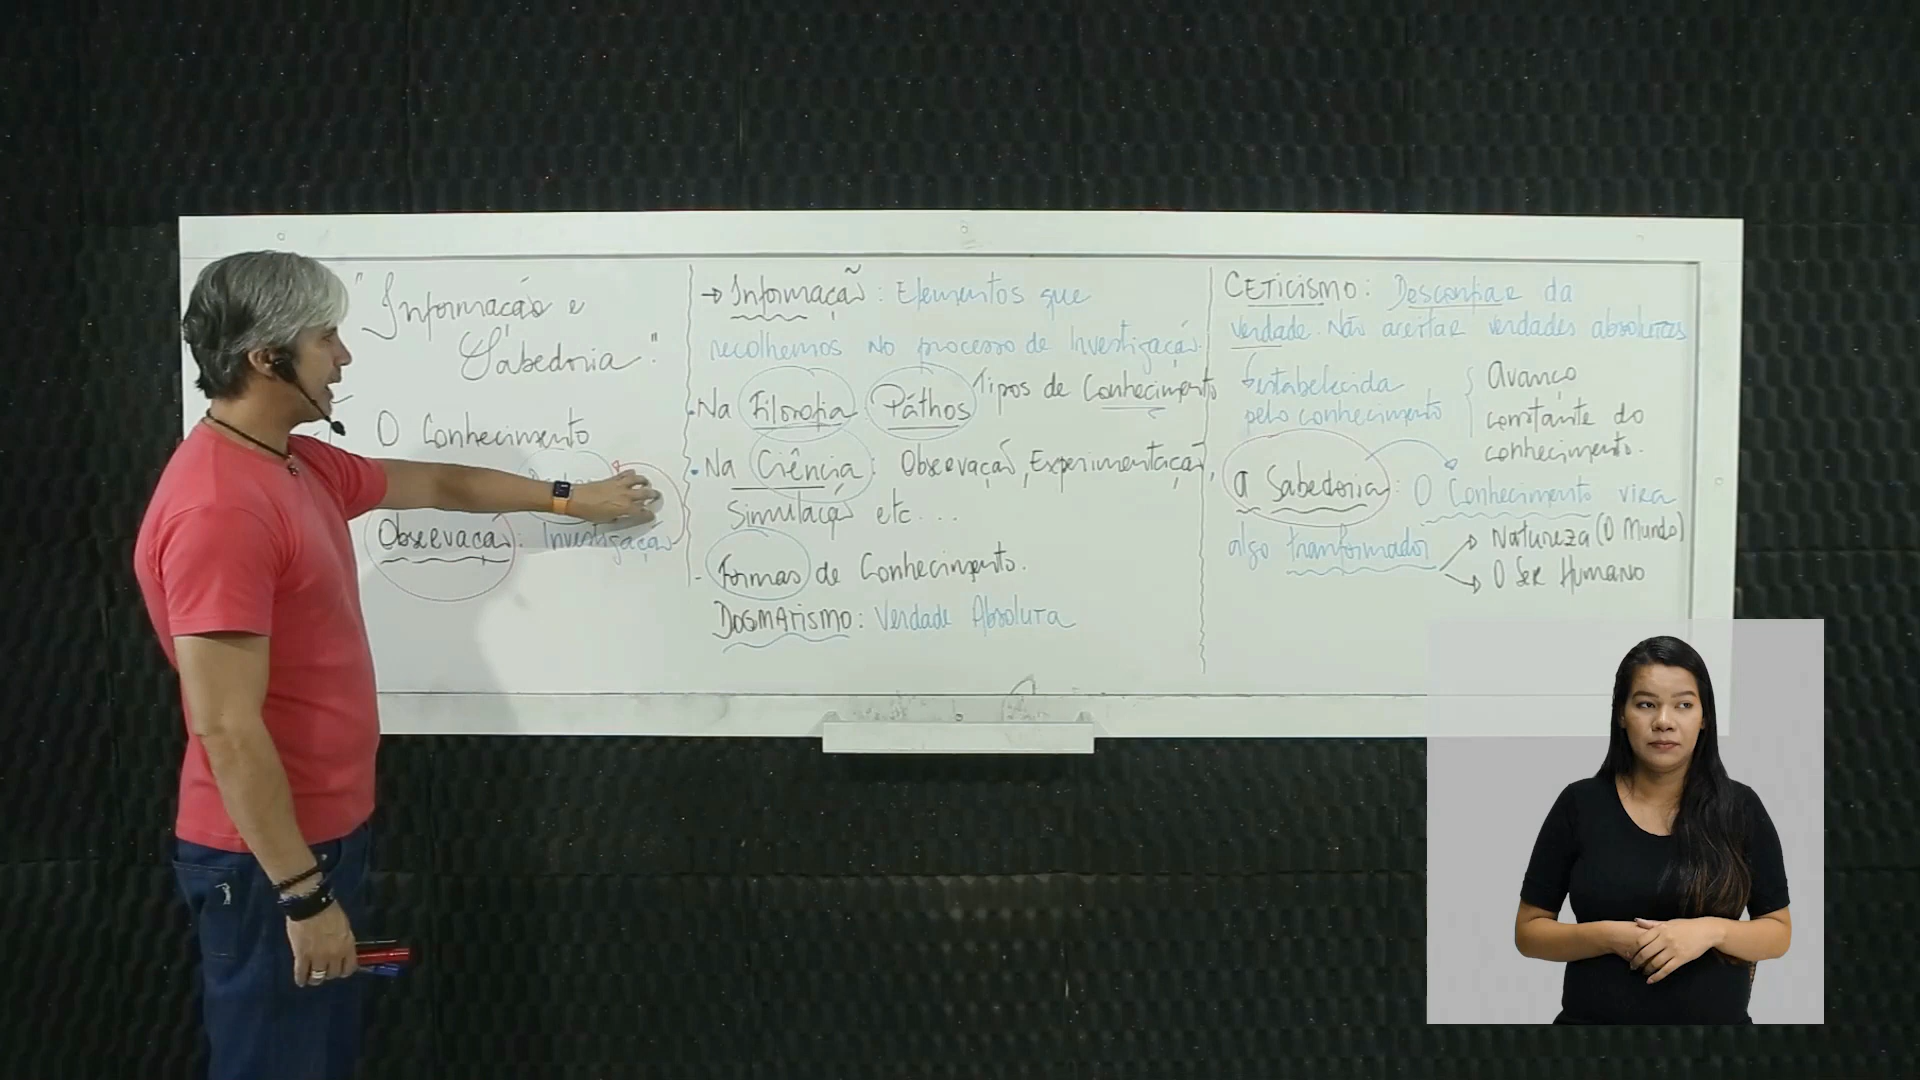 "Informação e
Sabedoria".
O Conhecimento
Observação: Investigação
→ Informação: Elementos que
recolhemos no processo de Investigação.
. Na Filosofia Páthos Tipos de Conhecimento
. Na Ciência: Observação, Experimentação,
Simulação etc....
- Formas de Conhecimento.
DOGMATISMO: Verdade Absoluta
CETICISMO: Desconfiar da
verdade. Não aceitar verdades absolutas
estabelecida
pelo conhecimento
Avanço
constante do
conhecimento.
a Sabedoria: O Conhecimento vira
algo tranformador
Natureza (O Mundo)
O Ser Humano